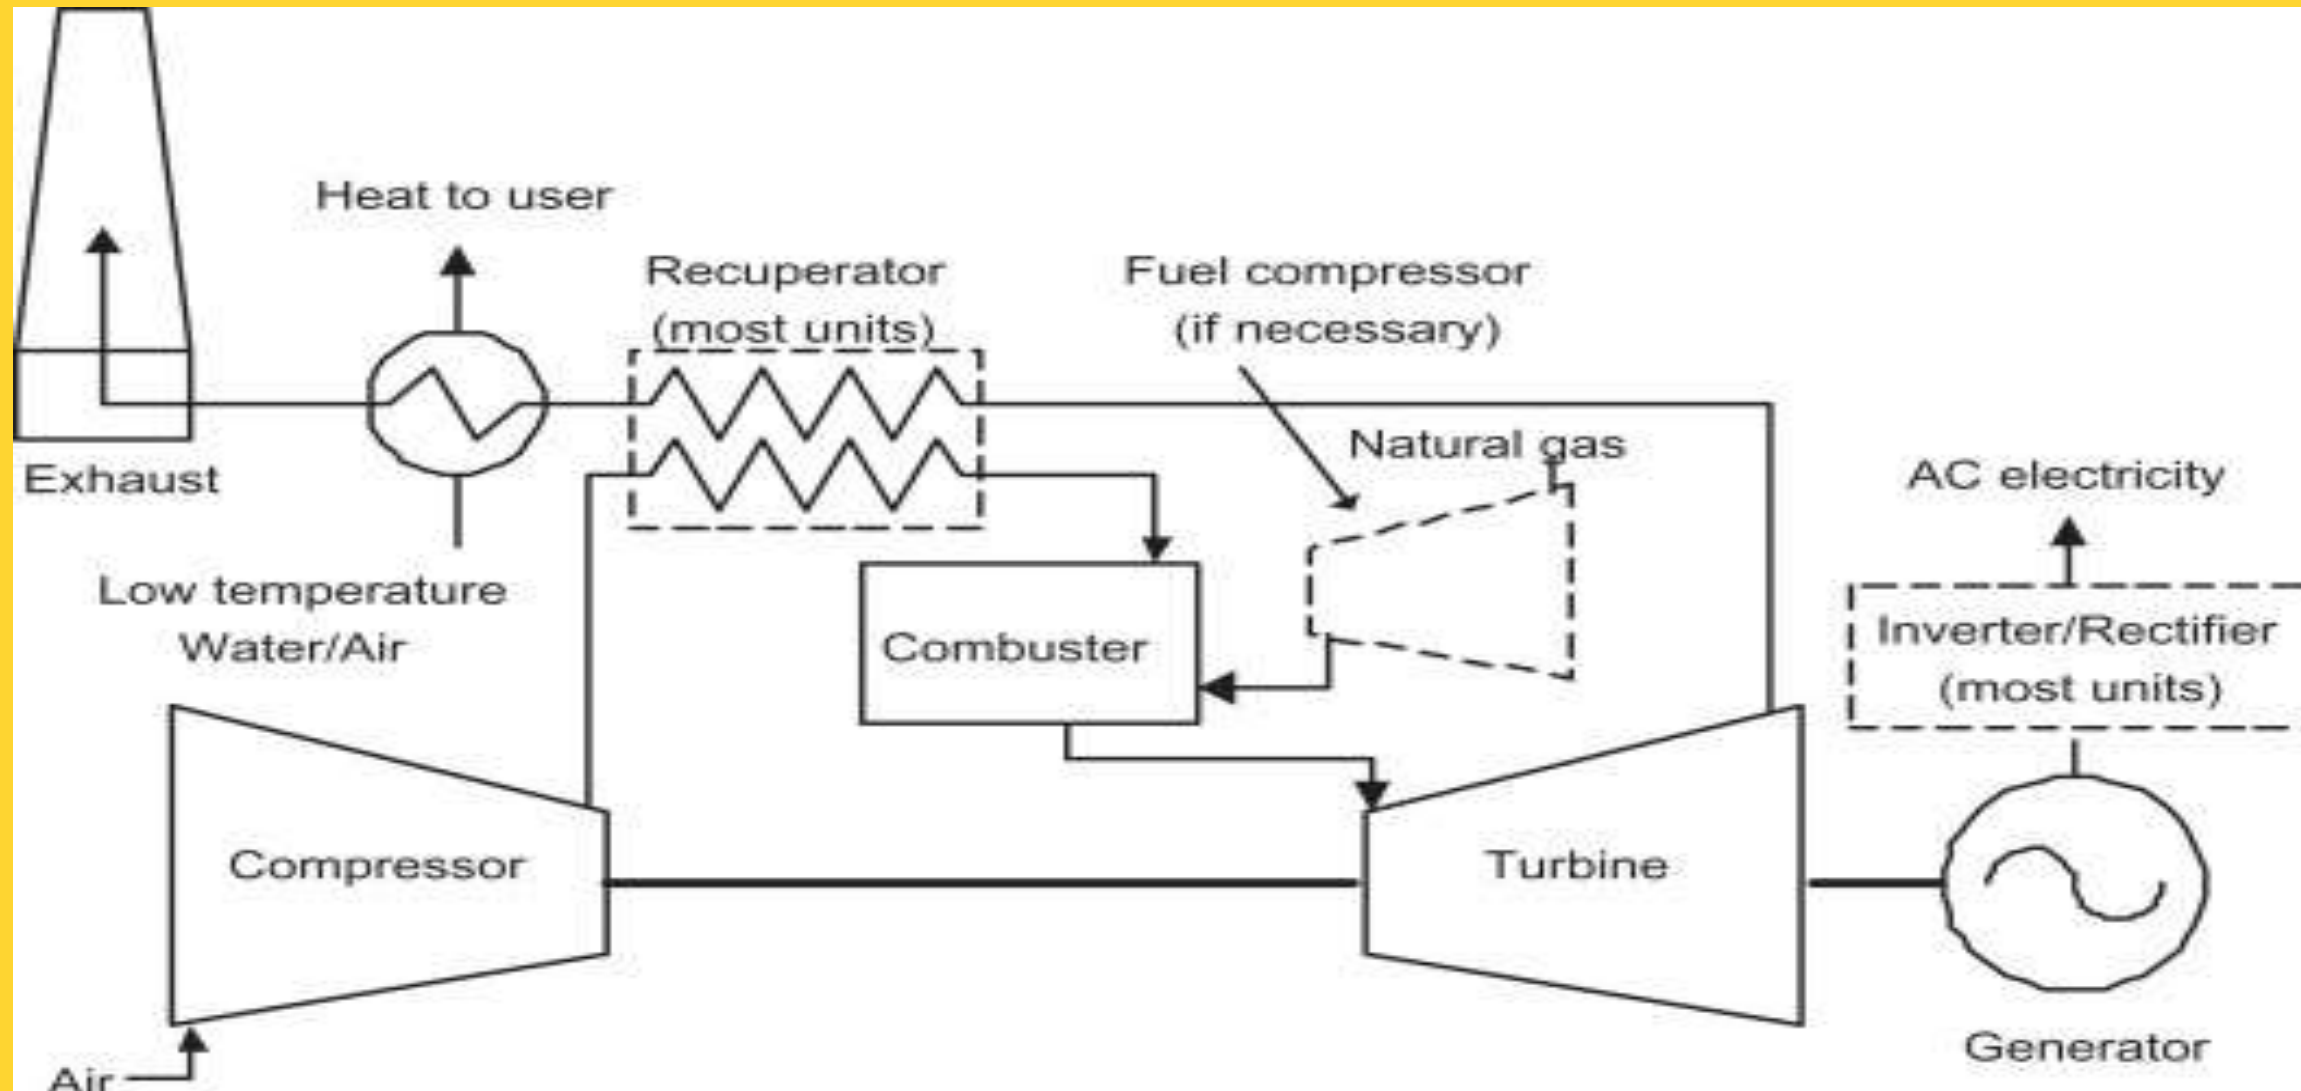 Heat to user
Recuperator
(most units)
Fuel compressor
(if necessary)
Natural gas
Exhaust
AC electricity
Low temperature
Water/Air
Combuster
Inverter/Rectifier
(most units)
Compressor
Turbine
Generator
Air